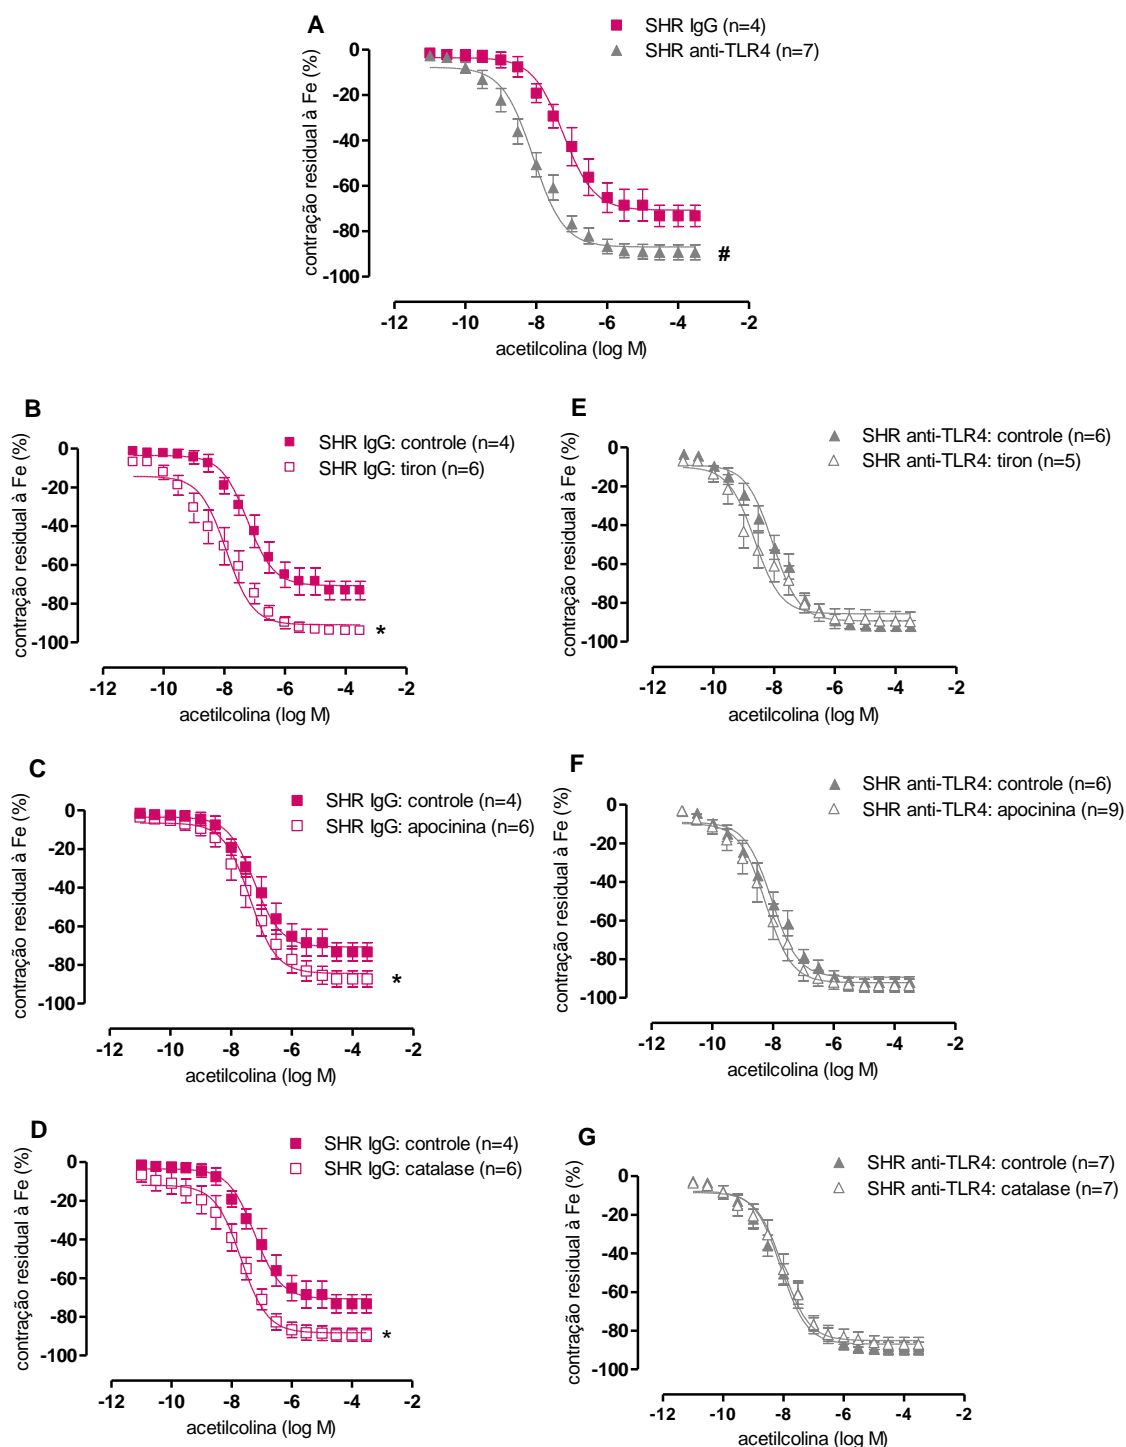 A
SHR IgG (n=4)
SHR anti-TLR4 (n=7)
contração residual à Fe (%)
0
-20
-40
-60
-80
-100
#
-12 -10 -8 -6 -4 -2
acetilcolina (log M)
B
SHR IgG: controle (n=4)
SHR IgG: tiron (n=6)
contração residual à Fe (%)
0
-20
-40
-60
-80
-100
*
-12 -10 -8 -6 -4 -2
acetilcolina (log M)
E
SHR anti-TLR4: controle (n=6)
SHR anti-TLR4: tiron (n=5)
contração residual à Fe (%)
0
-20
-40
-60
-80
-100
-12 -10 -8 -6 -4 -2
acetilcolina (log M)
C
SHR IgG: controle (n=4)
SHR IgG: apocinina (n=6)
contração residual à Fe (%)
0
-20
-40
-60
-80
-100
*
-12 -10 -8 -6 -4 -2
acetilcolina (log M)
F
SHR anti-TLR4: controle (n=6)
SHR anti-TLR4: apocinina (n=9)
contração residual à Fe (%)
0
-20
-40
-60
-80
-100
-12 -10 -8 -6 -4 -2
acetilcolina (log M)
D
SHR IgG: controle (n=4)
SHR IgG: catalase (n=6)
contração residual à Fe (%)
0
-20
-40
-60
-80
-100
*
-12 -10 -8 -6 -4 -2
acetilcolina (log M)
G
SHR anti-TLR4: controle (n=7)
SHR anti-TLR4: catalase (n=7)
contração residual à Fe (%)
0
-20
-40
-60
-80
-100
-12 -10 -8 -6 -4 -2
acetilcolina (log M)